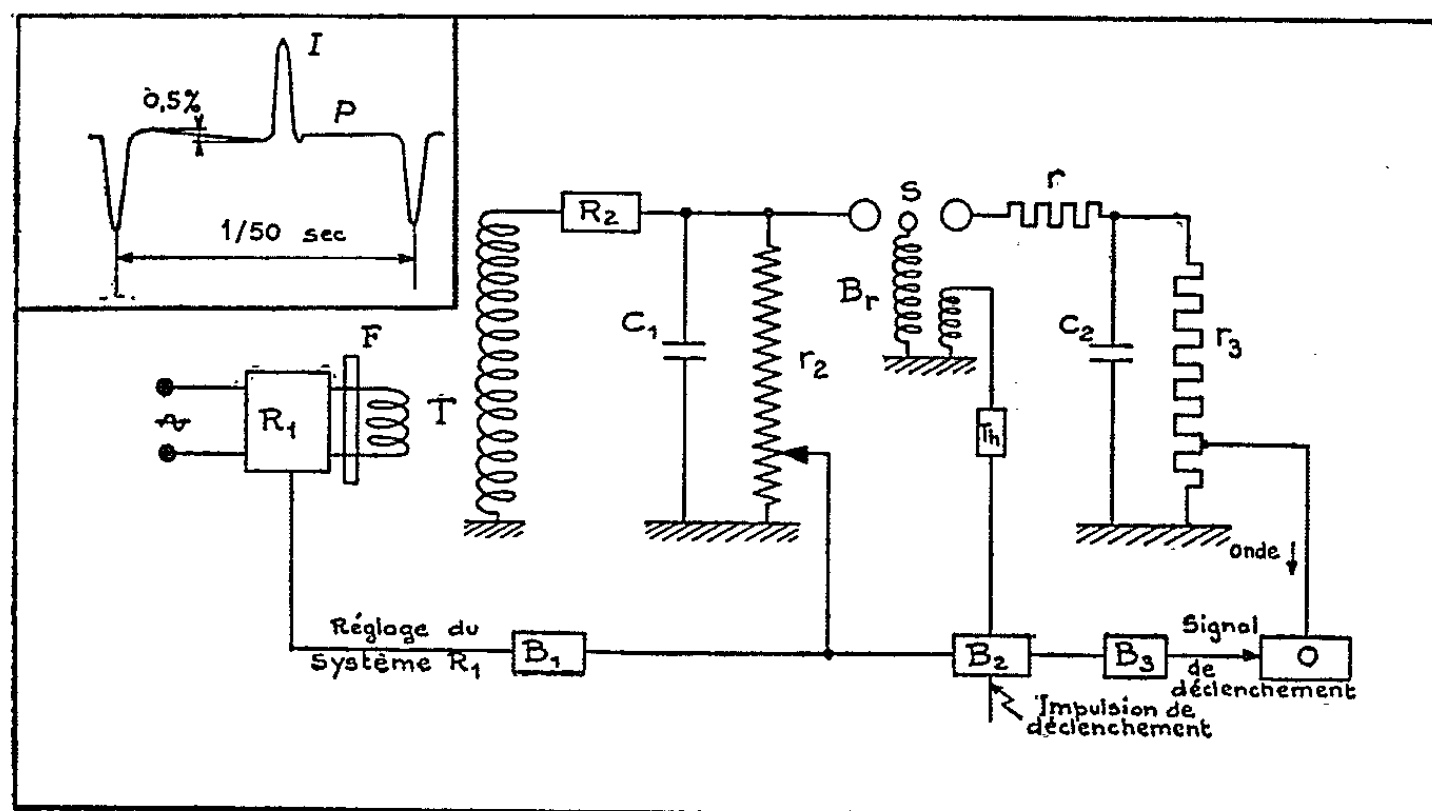 I
0,5%
P
1/50 sec
F
R₁
T
R₂
C₁
r₂
S
Bᵣ
Th
r
C₂
r₃
onde
Réglage du
Système R₁
B₁
B₂
B₃
Signal
de
déclenchement
O
Impulsion de
déclenchement